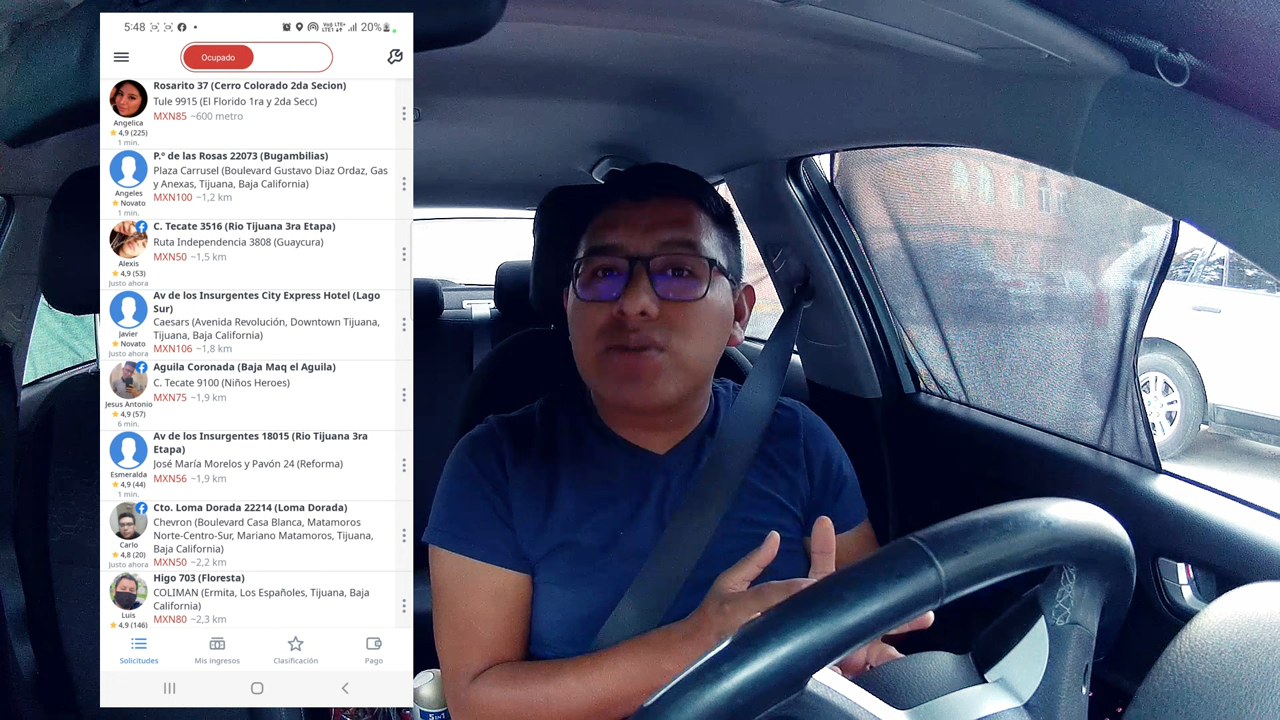 5:48
Vo)) LTE+
LTE1
20%
Ocupado
Rosarito 37 (Cerro Colorado 2da Secion)
Tule 9915 (El Florido 1ra y 2da Secc)
MXN85 ~600 metro
Angelica
4,9 (225)
1 min.
P.º de las Rosas 22073 (Bugambilias)
Plaza Carrusel (Boulevard Gustavo Diaz Ordaz, Gas
y Anexas, Tijuana, Baja California)
MXN100 ~1,2 km
Angeles
Novato
1 min.
C. Tecate 3516 (Rio Tijuana 3ra Etapa)
Ruta Independencia 3808 (Guaycura)
MXN50 ~1,5 km
Alexis
4,9 (53)
Justo ahora
Av de los Insurgentes City Express Hotel (Lago
Sur)
Caesars (Avenida Revolución, Downtown Tijuana,
Tijuana, Baja California)
MXN106 ~1,8 km
Javier
Novato
Justo ahora
Aguila Coronada (Baja Maq el Aguila)
C. Tecate 9100 (Niños Heroes)
MXN75 ~1,9 km
Jesus Antonio
4,9 (57)
6 min.
Av de los Insurgentes 18015 (Rio Tijuana 3ra
Etapa)
José María Morelos y Pavón 24 (Reforma)
MXN56 ~1,9 km
Esmeralda
4,9 (44)
1 min.
Cto. Loma Dorada 22214 (Loma Dorada)
Chevron (Boulevard Casa Blanca, Matamoros
Norte-Centro-Sur, Mariano Matamoros, Tijuana,
Baja California)
MXN50 ~2,2 km
Carlo
4,8 (20)
Justo ahora
Higo 703 (Floresta)
COLIMAN (Ermita, Los Españoles, Tijuana, Baja
California)
MXN80 ~2,3 km
Luis
4,9 (146)
Solicitudes
Mis ingresos
Clasificación
Pago